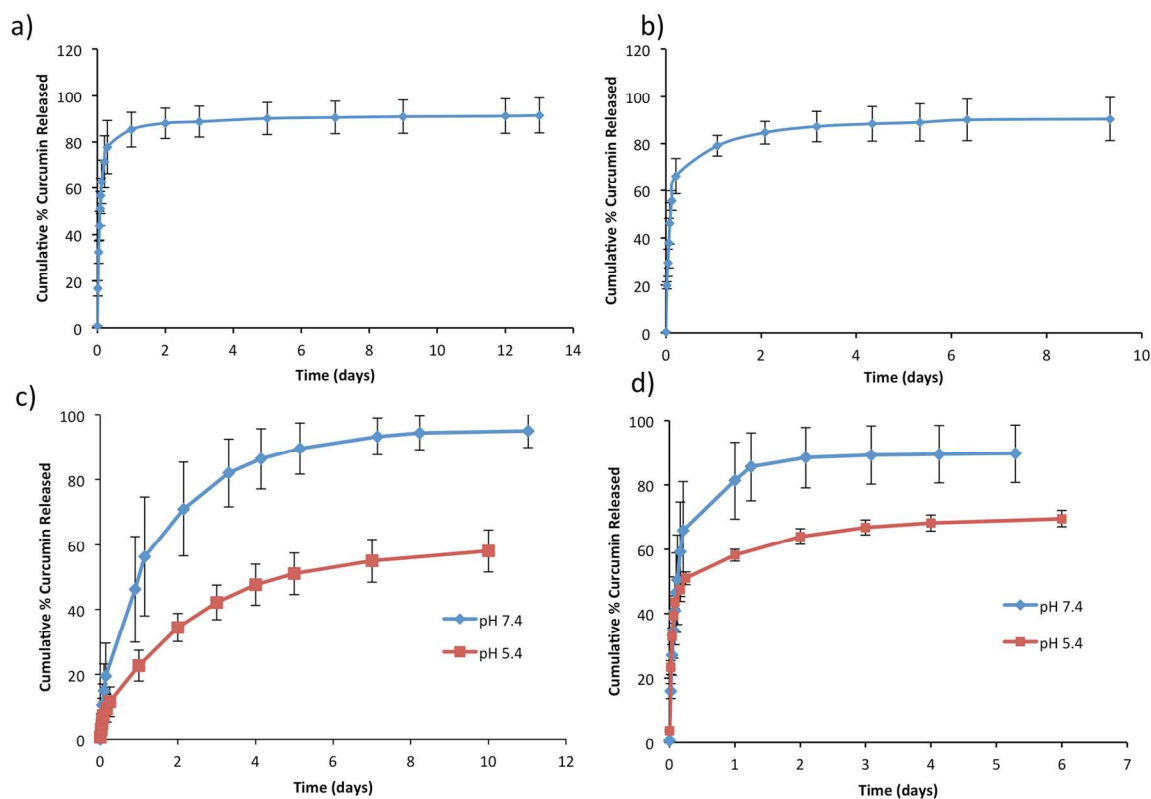 a)
120
100
80
60
40
20
0
Cumulative % Curcumin Released
0 2 4 6 8 10 12 14
Time (days)
b)
120
100
80
60
40
20
0
Cumulative % Curcumin Released
0 2 4 6 8 10
Time (days)
c)
100
80
60
40
20
0
Cumulative % Curcumin Released
pH 7.4
pH 5.4
0 2 4 6 8 10 12
Time (days)
d)
100
80
60
40
20
0
Cumulative % Curcumin Released
pH 7.4
pH 5.4
0 1 2 3 4 5 6 7
Time (days)